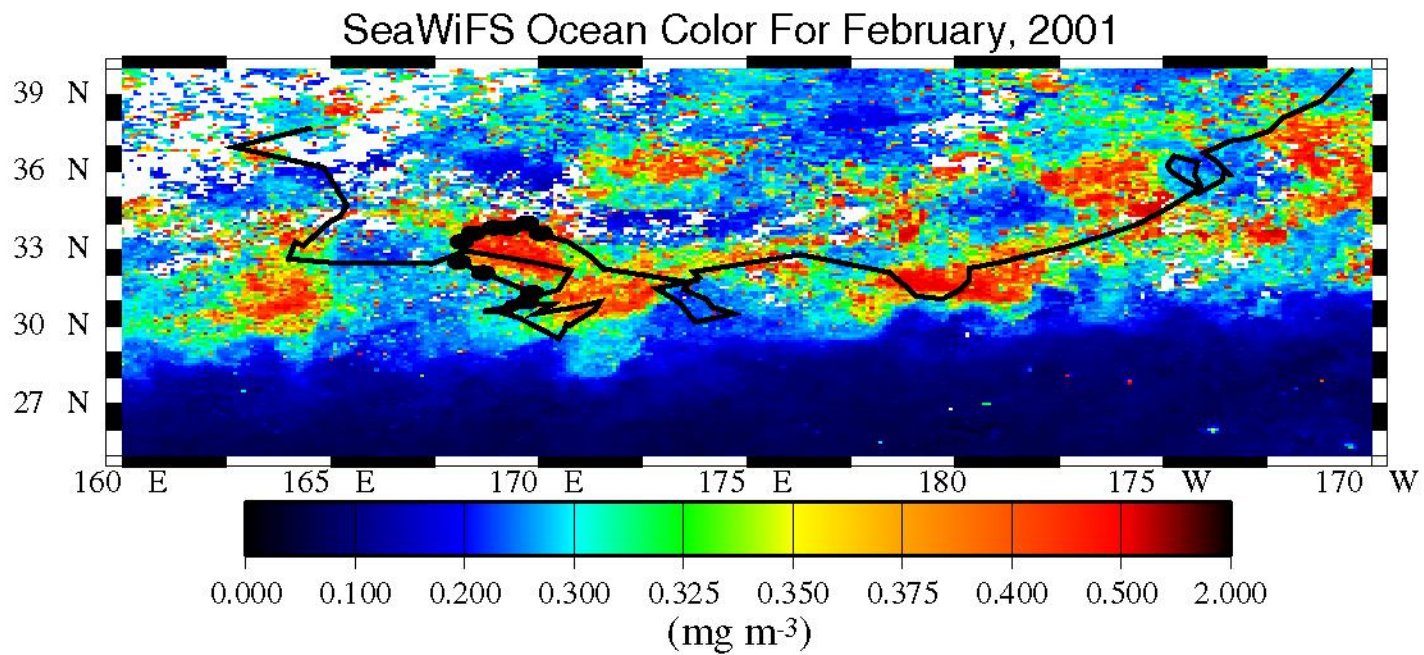 SeaWiFS Ocean Color For February, 2001
39 N
36 N
33 N
30 N
27 N
160 E 165 E 170 E 175 E 180 175 W 170 W
0.000 0.100 0.200 0.300 0.325 0.350 0.375 0.400 0.500 2.000
(mg m-3)